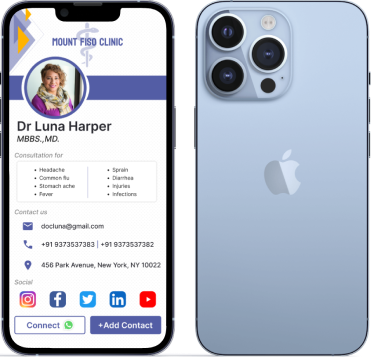 MOUNT FISO CLINIC
Dr Luna Harper
MBBS.,MD.
Consultation for
• Headache
• Common flu
• Stomach ache
• Fever
• Sprain
• Diarrhea
• Injuries
• Infections
Contact us
docluna@gmail.com
+91 9373537383 | +91 9373537382
456 Park Avenue, New York, NY 10022
Social
Connect
+Add Contact